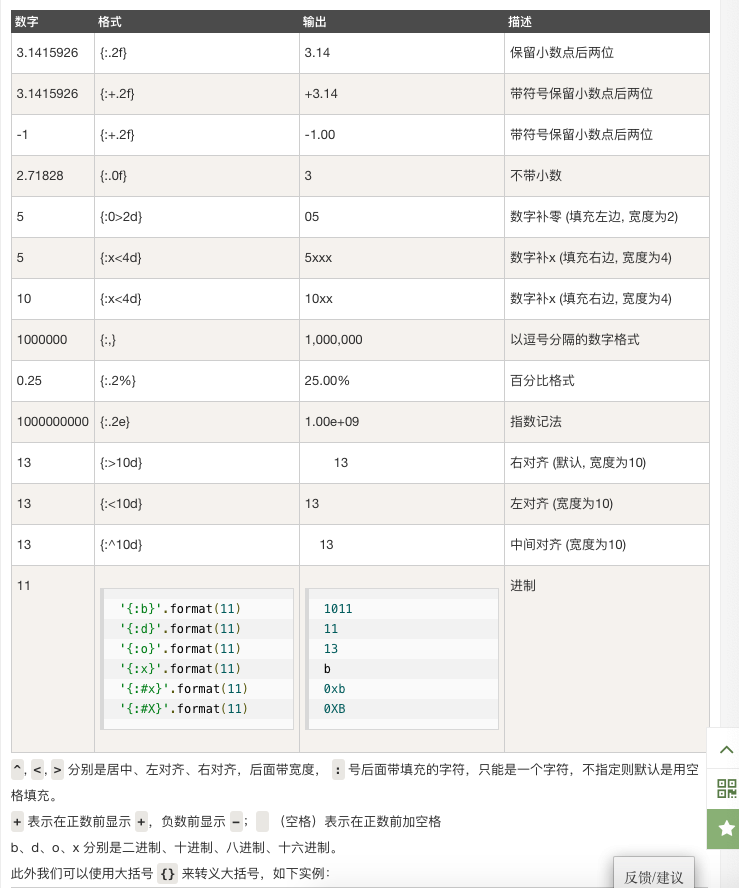 数字 格式 输出 描述
3.1415926 {:.2f} 3.14 保留小数点后两位
3.1415926 {:+.2f} +3.14 带符号保留小数点后两位
-1 {:+.2f} -1.00 带符号保留小数点后两位
2.71828 {:.0f} 3 不带小数
5 {:0>2d} 05 数字补零 (填充左边, 宽度为2)
5 {:x<4d} 5xxx 数字补x (填充右边, 宽度为4)
10 {:x<4d} 10xx 数字补x (填充右边, 宽度为4)
1000000 {:,} 1,000,000 以逗号分隔的数字格式
0.25 {:.2%} 25.00% 百分比格式
1000000000 {:.2e} 1.00e+09 指数记法
13 {:>10d} 13 右对齐 (默认, 宽度为10)
13 {:<10d} 13 左对齐 (宽度为10)
13 {:^10d} 13 中间对齐 (宽度为10)
11 进制
'{:b}'.format(11) 1011
'{:d}'.format(11) 11
'{:o}'.format(11) 13
'{:x}'.format(11) b
'{:#x}'.format(11) 0xb
'{:#X}'.format(11) 0XB
^, <, > 分别是居中、左对齐、右对齐，后面带宽度， : 号后面带填充的字符，只能是一个字符，不指定则默认是用空
格填充。
+ 表示在正数前显示 +，负数前显示 -；  （空格）表示在正数前加空格
b、d、o、x 分别是二进制、十进制、八进制、十六进制。
此外我们可以使用大括号 {} 来转义大括号，如下实例：
反馈/建议